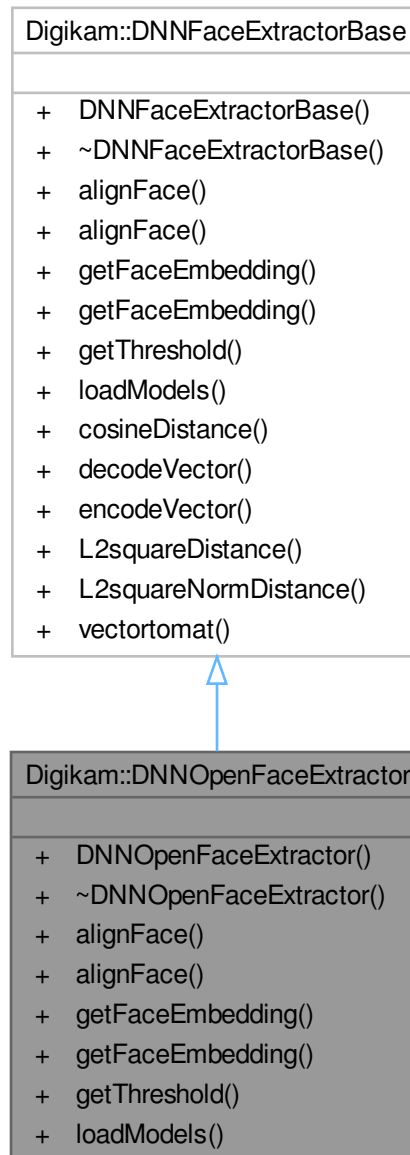 Digikam::DNNFaceExtractorBase
+ DNNFaceExtractorBase()
+ ~DNNFaceExtractorBase()
+ alignFace()
+ alignFace()
+ getFaceEmbedding()
+ getFaceEmbedding()
+ getThreshold()
+ loadModels()
+ cosineDistance()
+ decodeVector()
+ encodeVector()
+ L2squareDistance()
+ L2squareNormDistance()
+ vectortomat()
Digikam::DNNOpenFaceExtractor
+ DNNOpenFaceExtractor()
+ ~DNNOpenFaceExtractor()
+ alignFace()
+ alignFace()
+ getFaceEmbedding()
+ getFaceEmbedding()
+ getThreshold()
+ loadModels()